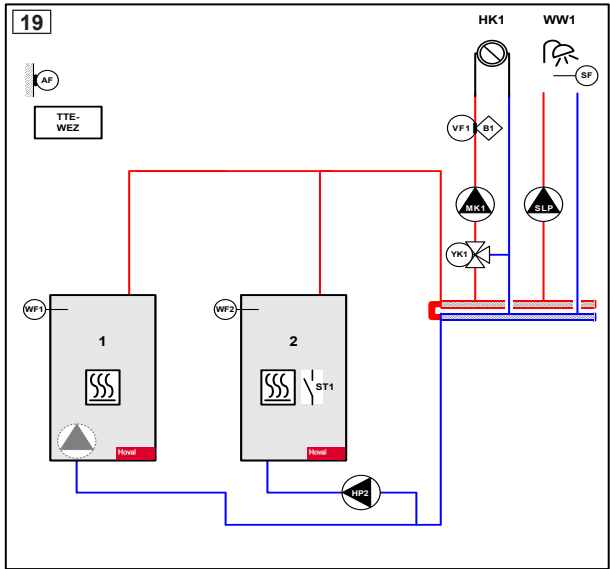 19
HK1
WW1
AF
SF
TTE-
WEZ
VF1
B1
MK1
SLP
YK1
WF1
WF2
1
2
ST1
Hoval
Hoval
HP2